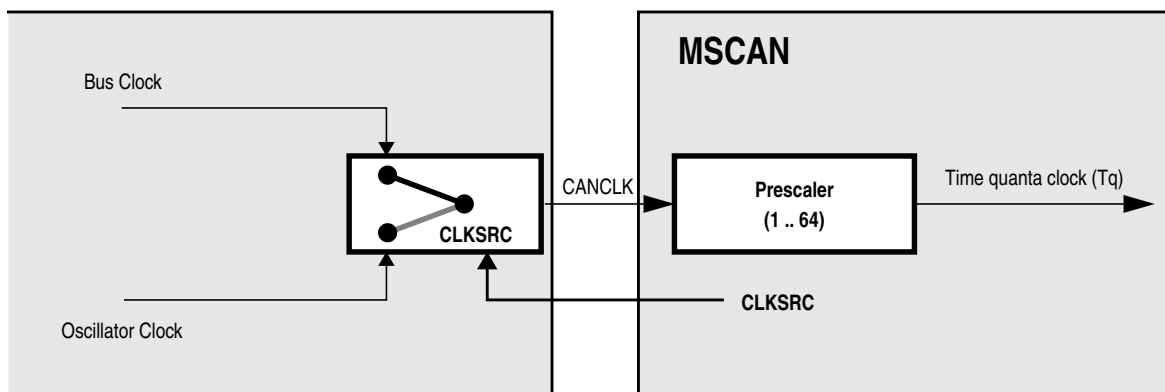 MSCAN
Bus Clock
CANCLK
Prescaler
(1 .. 64)
Time quanta clock (Tq)
CLKSRC
CLKSRC
Oscillator Clock